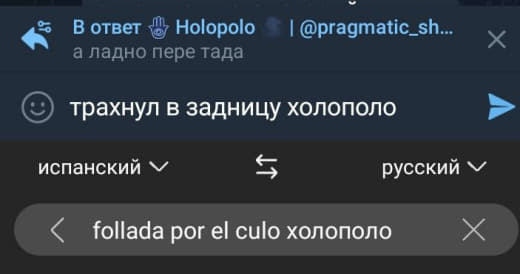 В ответ Holopolo | @pragmatic_sh...
а ладно пере тада
трахнул в задницу холополо
испанский русский
follada por el culo холополо